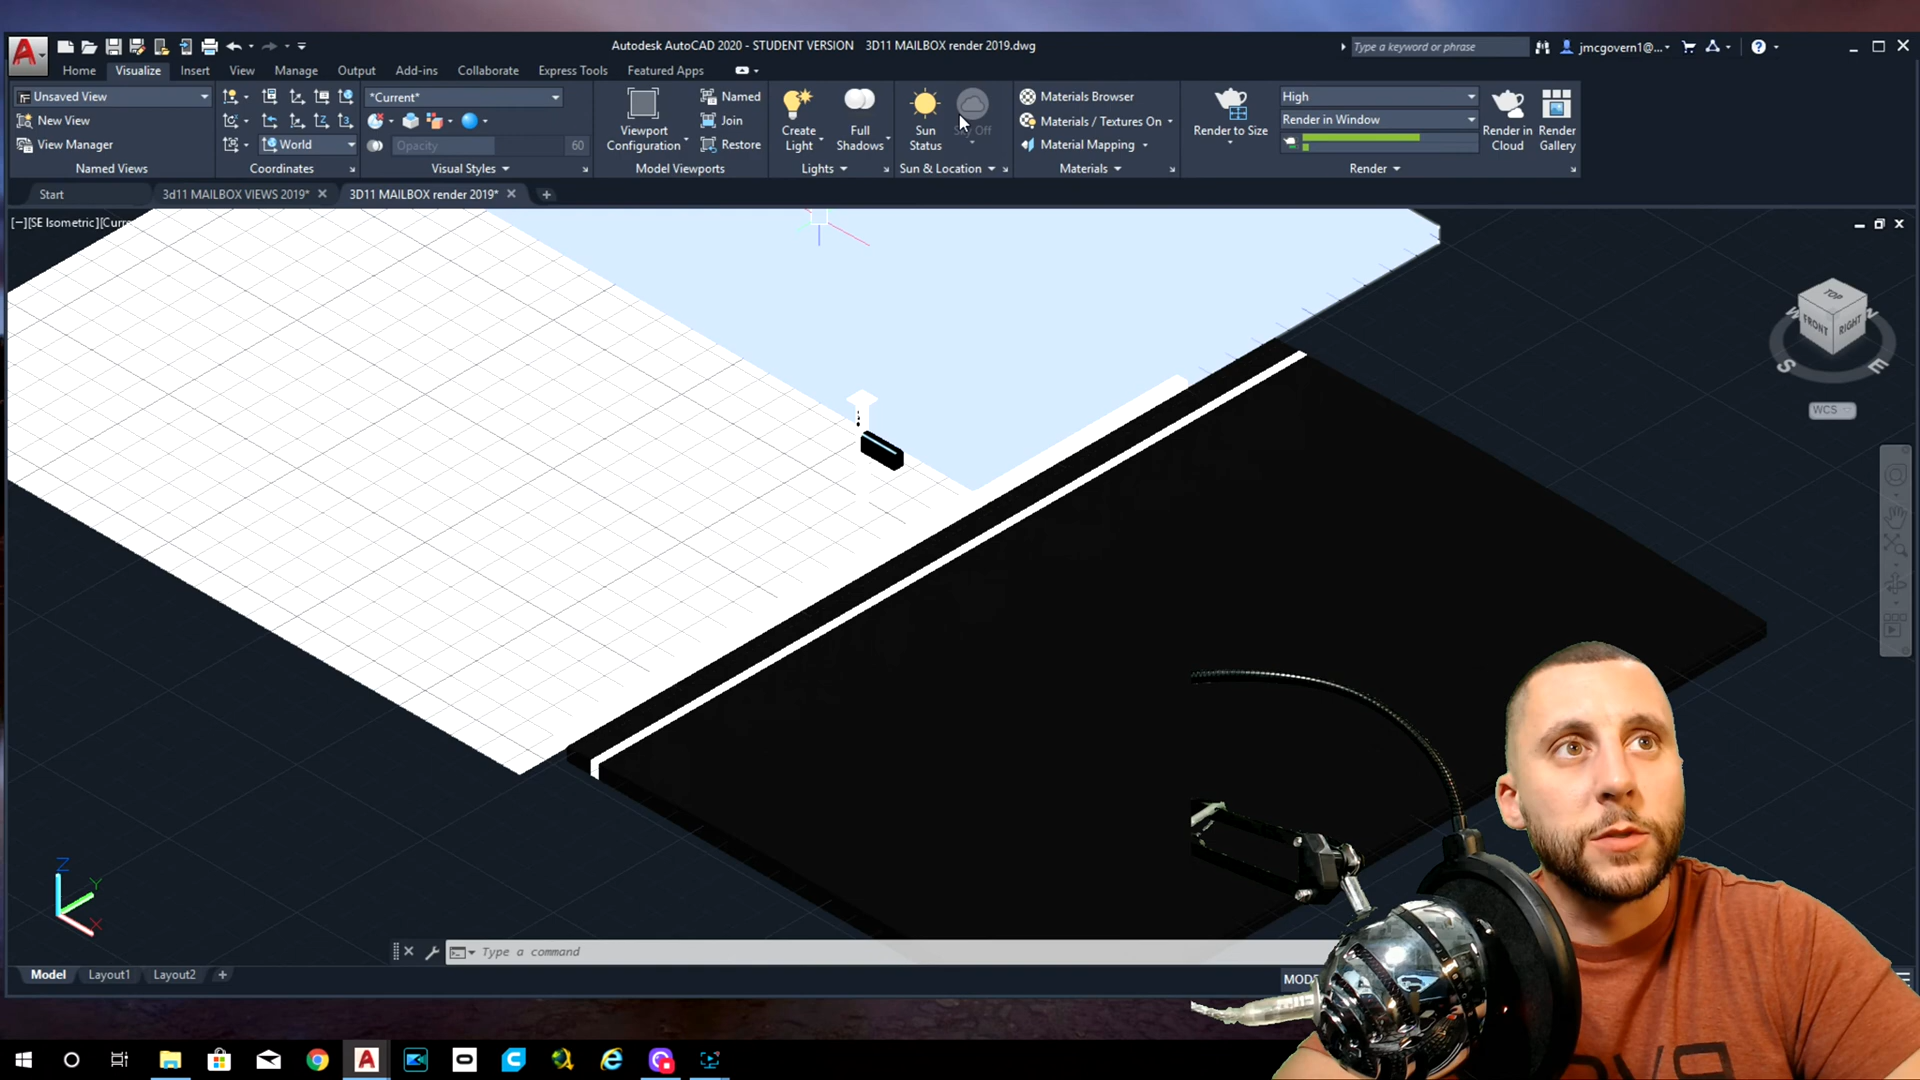 Autodesk AutoCAD 2020 - STUDENT VERSION 3D11 MAILBOX render 2019.dwg
Type a keyword or phrase
jmcgovern1@...
Home
Visualize
Insert
View
Manage
Output
Add-ins
Collaborate
Express Tools
Featured Apps
Unsaved View
New View
View Manager
Named Views
World
Coordinates
*Current*
Opacity
60
Visual Styles
Viewport
Configuration
Named
Join
Restore
Model Viewports
Create
Light
Full
Shadows
Lights
Sun
Status
Sky Off
Sun & Location
Materials Browser
Materials / Textures On
Material Mapping
Materials
Render to Size
High
Render in Window
Render in
Cloud
Render
Gallery
Render
Start
3d11 MAILBOX VIEWS 2019*
3D11 MAILBOX render 2019*
[−][SE Isometric][Curr
TOP
FRONT
RIGHT
S
E
WCS
Z
Y
X
Type a command
Model
Layout1
Layout2